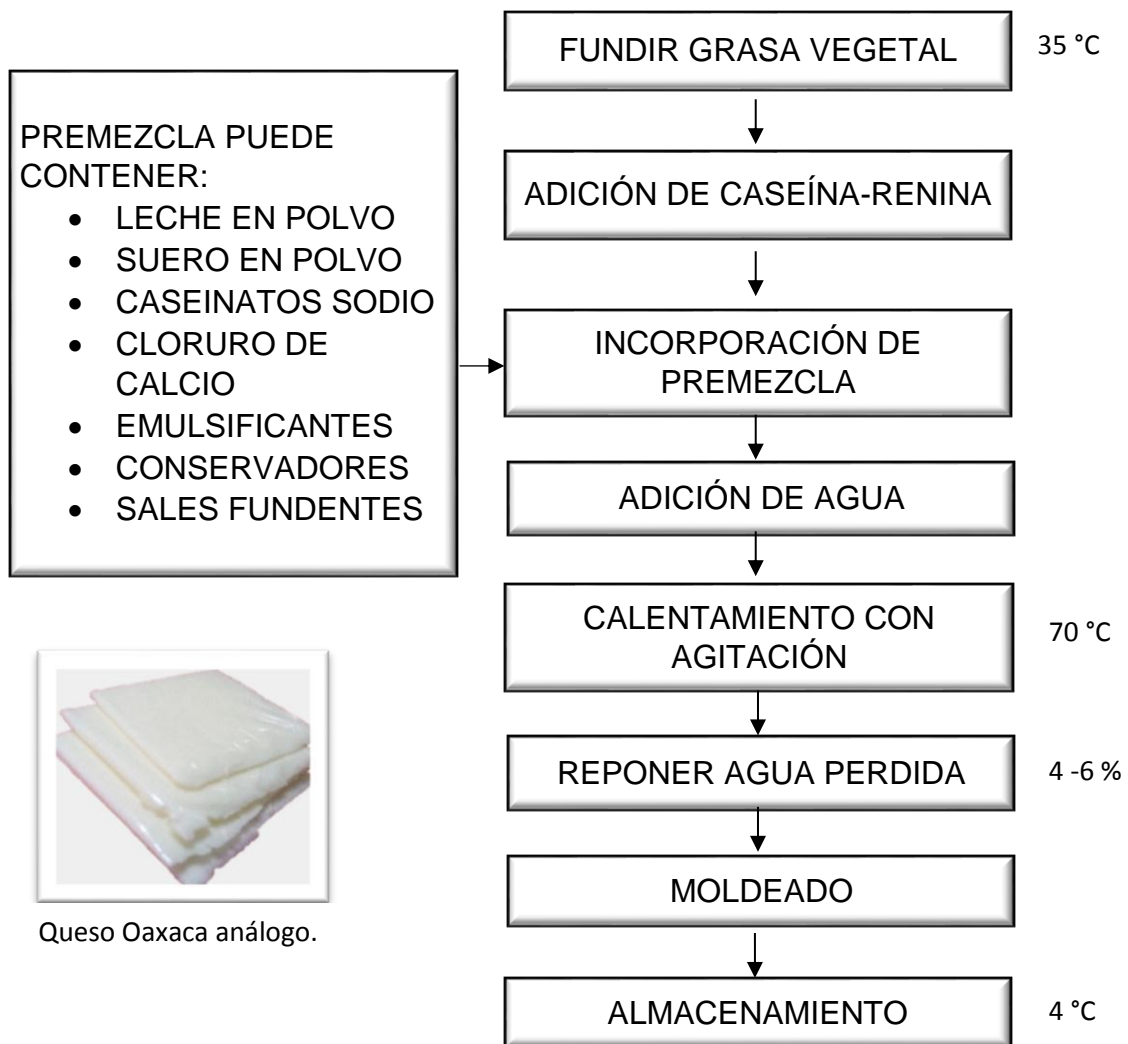 FUNDIR GRASA VEGETAL
35 °C
PREMEZCLA PUEDE
CONTENER:
• LECHE EN POLVO
• SUERO EN POLVO
• CASEINATOS SODIO
• CLORURO DE
CALCIO
• EMULSIFICANTES
• CONSERVADORES
• SALES FUNDENTES
ADICIÓN DE CASEÍNA-RENINA
INCORPORACIÓN DE
PREMEZCLA
ADICIÓN DE AGUA
CALENTAMIENTO CON
AGITACIÓN
70 °C
REPONER AGUA PERDIDA
4 -6 %
MOLDEADO
Queso Oaxaca análogo.
ALMACENAMIENTO
4 °C